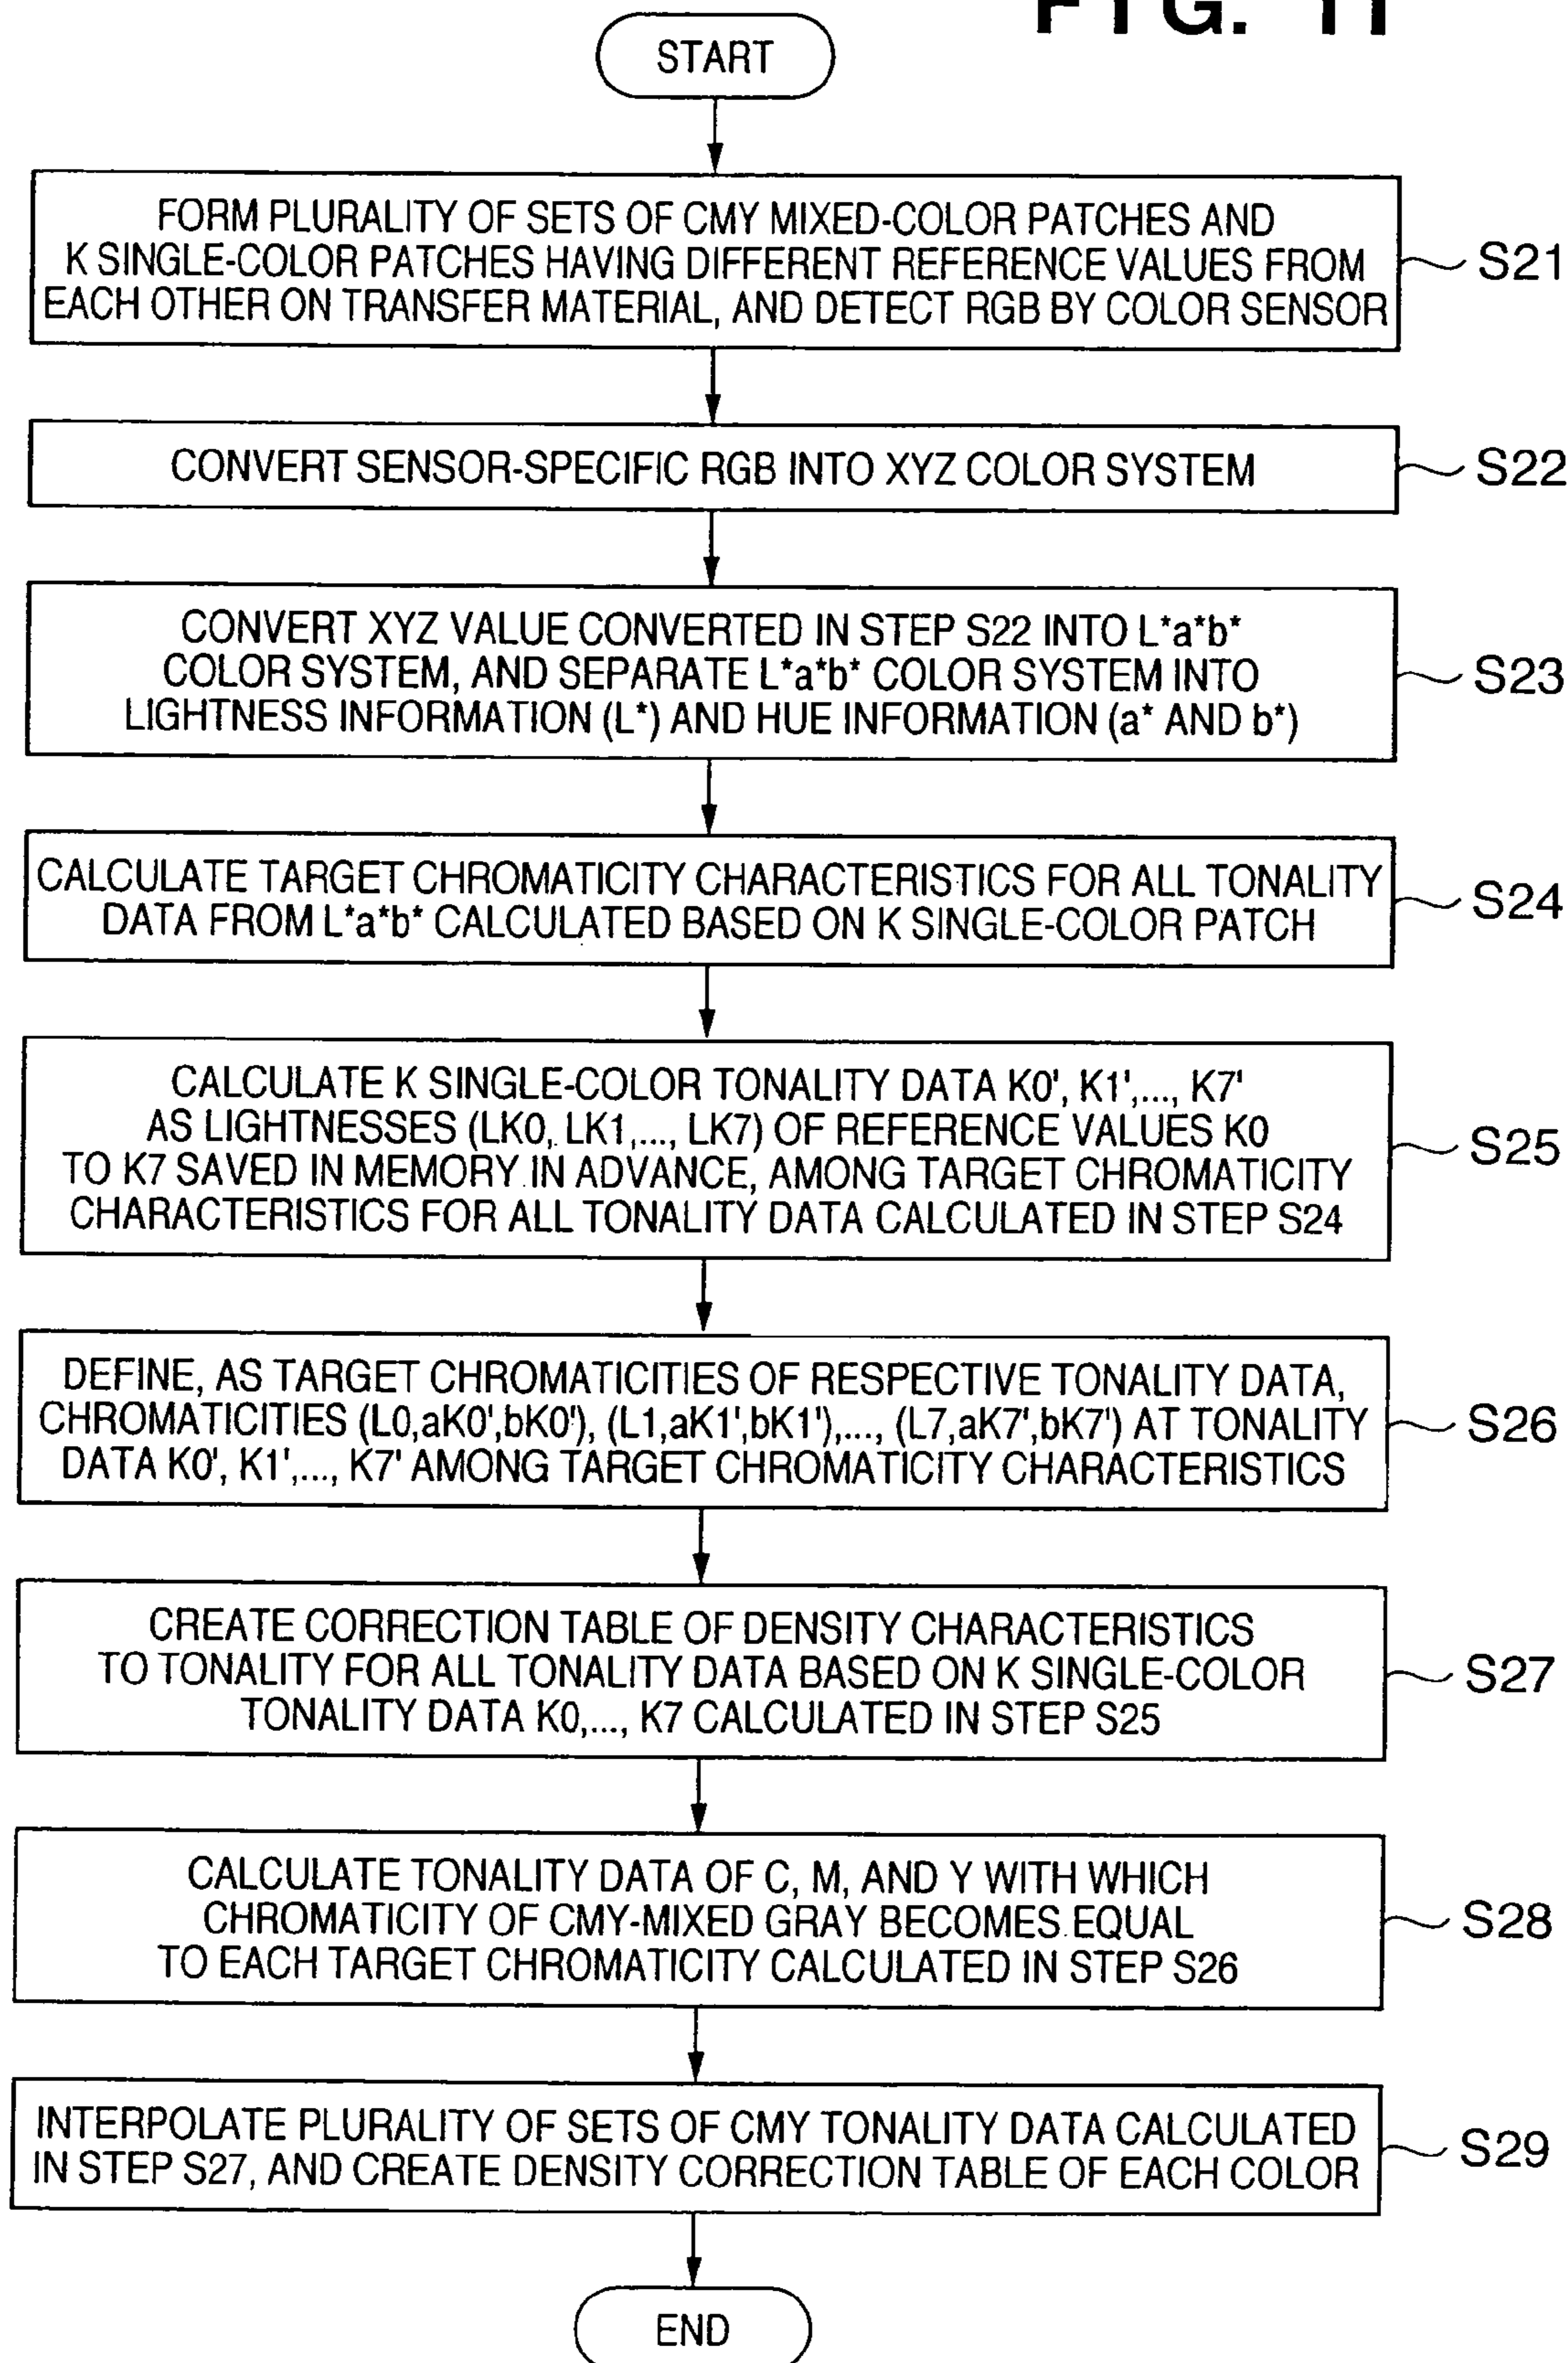 FIG. 11
START
FORM PLURALITY OF SETS OF CMY MIXED-COLOR PATCHES AND
K SINGLE-COLOR PATCHES HAVING DIFFERENT REFERENCE VALUES FROM
EACH OTHER ON TRANSFER MATERIAL, AND DETECT RGB BY COLOR SENSOR
S21
CONVERT SENSOR-SPECIFIC RGB INTO XYZ COLOR SYSTEM
S22
CONVERT XYZ VALUE CONVERTED IN STEP S22 INTO L*a*b*
COLOR SYSTEM, AND SEPARATE L*a*b* COLOR SYSTEM INTO
LIGHTNESS INFORMATION (L*) AND HUE INFORMATION (a* AND b*)
S23
CALCULATE TARGET CHROMATICITY CHARACTERISTICS FOR ALL TONALITY
DATA FROM L*a*b* CALCULATED BASED ON K SINGLE-COLOR PATCH
S24
CALCULATE K SINGLE-COLOR TONALITY DATA K0', K1',..., K7'
AS LIGHTNESSES (LK0, LK1,..., LK7) OF REFERENCE VALUES K0
TO K7 SAVED IN MEMORY IN ADVANCE, AMONG TARGET CHROMATICITY
CHARACTERISTICS FOR ALL TONALITY DATA CALCULATED IN STEP S24
S25
DEFINE, AS TARGET CHROMATICITIES OF RESPECTIVE TONALITY DATA,
CHROMATICITIES (L0,aK0',bK0'), (L1,aK1',bK1'),..., (L7,aK7',bK7') AT TONALITY
DATA K0', K1',..., K7' AMONG TARGET CHROMATICITY CHARACTERISTICS
S26
CREATE CORRECTION TABLE OF DENSITY CHARACTERISTICS
TO TONALITY FOR ALL TONALITY DATA BASED ON K SINGLE-COLOR
TONALITY DATA K0,..., K7 CALCULATED IN STEP S25
S27
CALCULATE TONALITY DATA OF C, M, AND Y WITH WHICH
CHROMATICITY OF CMY-MIXED GRAY BECOMES EQUAL
TO EACH TARGET CHROMATICITY CALCULATED IN STEP S26
S28
INTERPOLATE PLURALITY OF SETS OF CMY TONALITY DATA CALCULATED
IN STEP S27, AND CREATE DENSITY CORRECTION TABLE OF EACH COLOR
S29
END